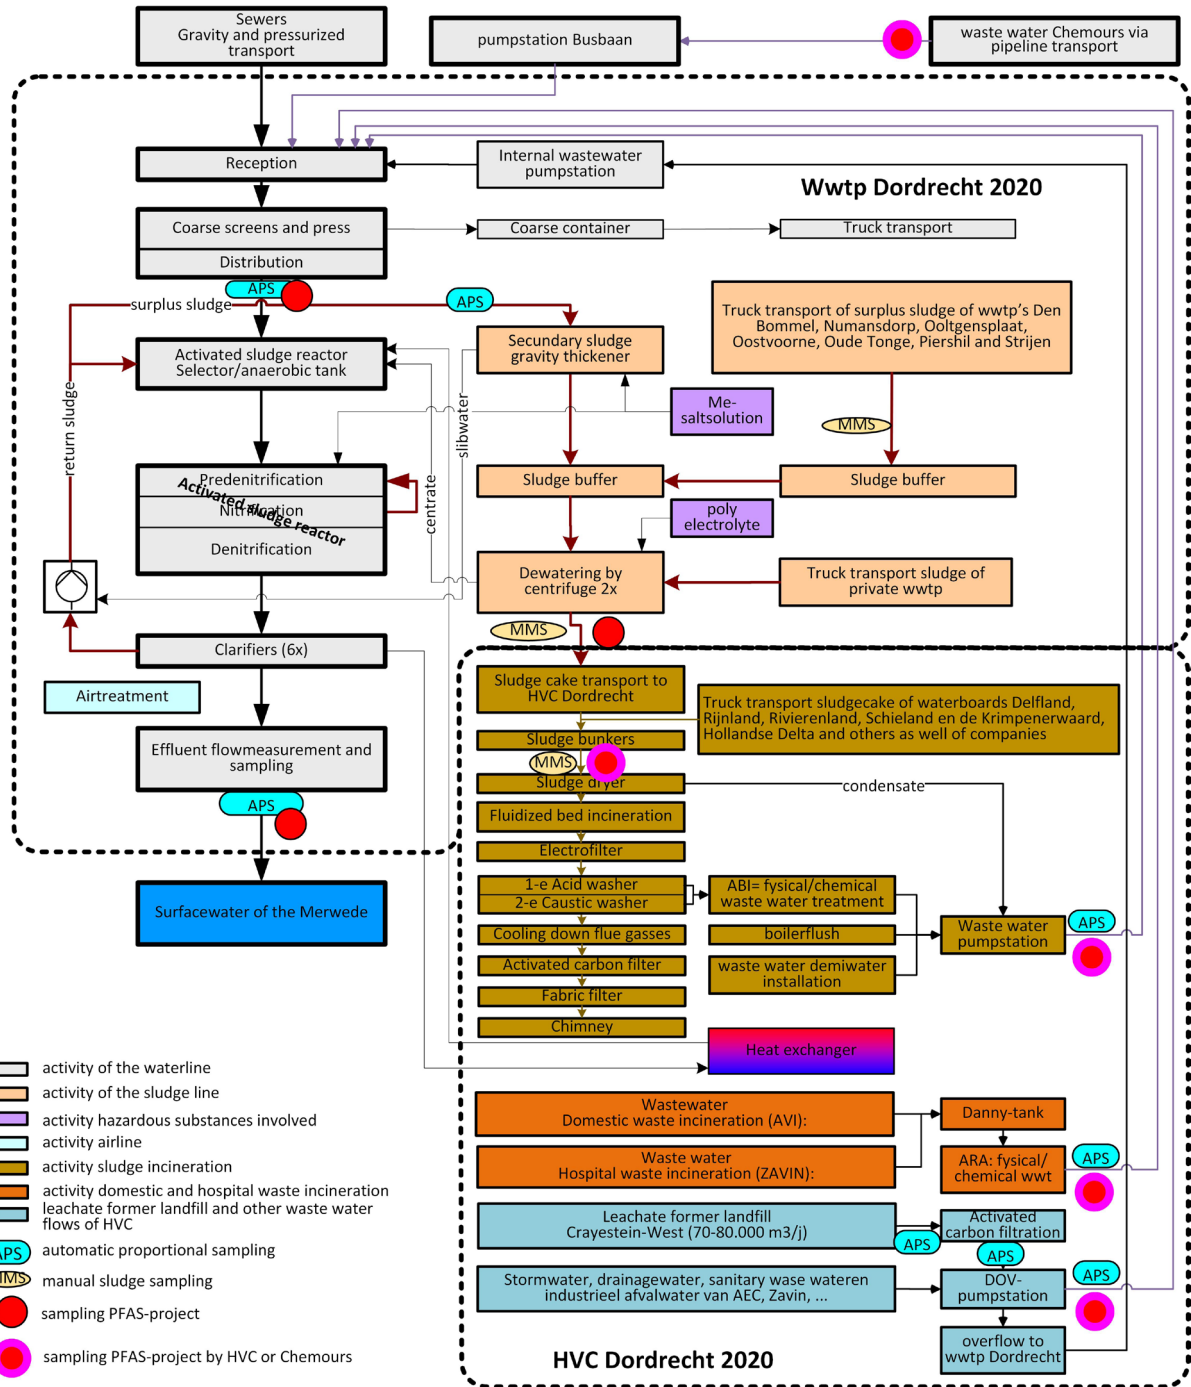 Sewers
Gravity and pressurized
transport
pumpstation Busbaan
waste water Chemours via
pipeline transport
Reception
Internal wastewater
pumpstation
Wwtp Dordrecht 2020
Coarse screens and press
Distribution
Coarse container
Truck transport
APS
surplus sludge
APS
Truck transport of surplus sludge of wwtp's Den
Bommel, Numansdorp, Ooltgensplaat,
Oostvoorne, Oude Tonge, Piershil and Strijen
Secundary sludge
gravity thickener
Activated sludge reactor
Selector/anaerobic tank
return sludge
slibwater
Me-
saltsolution
MMS
Predenitrification
Nitrification
Denitrification
Activated sludge reactor
centrate
Sludge buffer
Sludge buffer
poly
electrolyte
Dewatering by
centrifuge 2x
Truck transport sludge of
private wwtp
MMS
Clarifiers (6x)
Airtreatment
Effluent flowmeasurement and
sampling
APS
Surfacewater of the Merwede
Sludge cake transport to
HVC Dordrecht
Truck transport sludgecake of waterboards Delfland,
Rijnland, Rivierenland, Schieland en de Krimpenerwaard,
Hollandse Delta and others as well of companies
Sludge bunkers
MMS
Sludge dryer
condensate
Fluidized bed incineration
Electrofilter
1-e Acid washer
2-e Caustic washer
ABI= fysical/chemical
waste water treatment
Cooling down flue gasses
boilerflush
Waste water
pumpstation
APS
Activated carbon filter
waste water demiwater
installation
Fabric filter
Chimney
Heat exchanger
Wastewater
Domestic waste incineration (AVI):
Danny-tank
Waste water
Hospital waste incineration (ZAVIN):
ARA: fysical/
chemical wwt
APS
Leachate former landfill
Crayestein-West (70-80.000 m3/j)
Activated
carbon filtration
APS
APS
Stormwater, drainagewater, sanitary wase wateren
industrieel afvalwater van AEC, Zavin, ...
DOV-
pumpstation
APS
overflow to
wwtp Dordrecht
HVC Dordrecht 2020
activity of the waterline
activity of the sludge line
activity hazardous substances involved
activity airline
activity sludge incineration
activity domestic and hospital waste incineration
leachate former landfill and other waste water
flows of HVC
APS automatic proportional sampling
MMS manual sludge sampling
sampling PFAS-project
sampling PFAS-project by HVC or Chemours